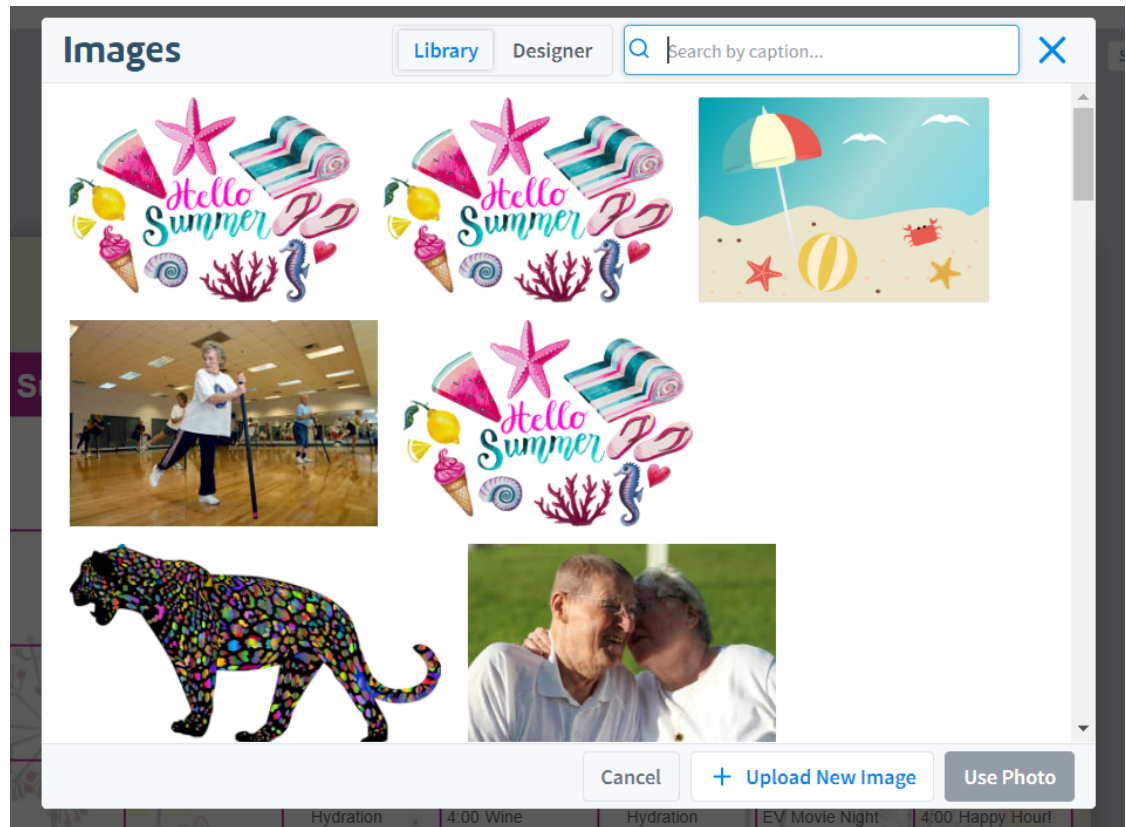 Images
Library
Designer
Search by caption...
Hello
Summer
Hello
Summer
Hello
Summer
Cancel
+ Upload New Image
Use Photo
Hydration
4:00 Wine
Hydration
EV Movie Night
4:00 Happy Hour!